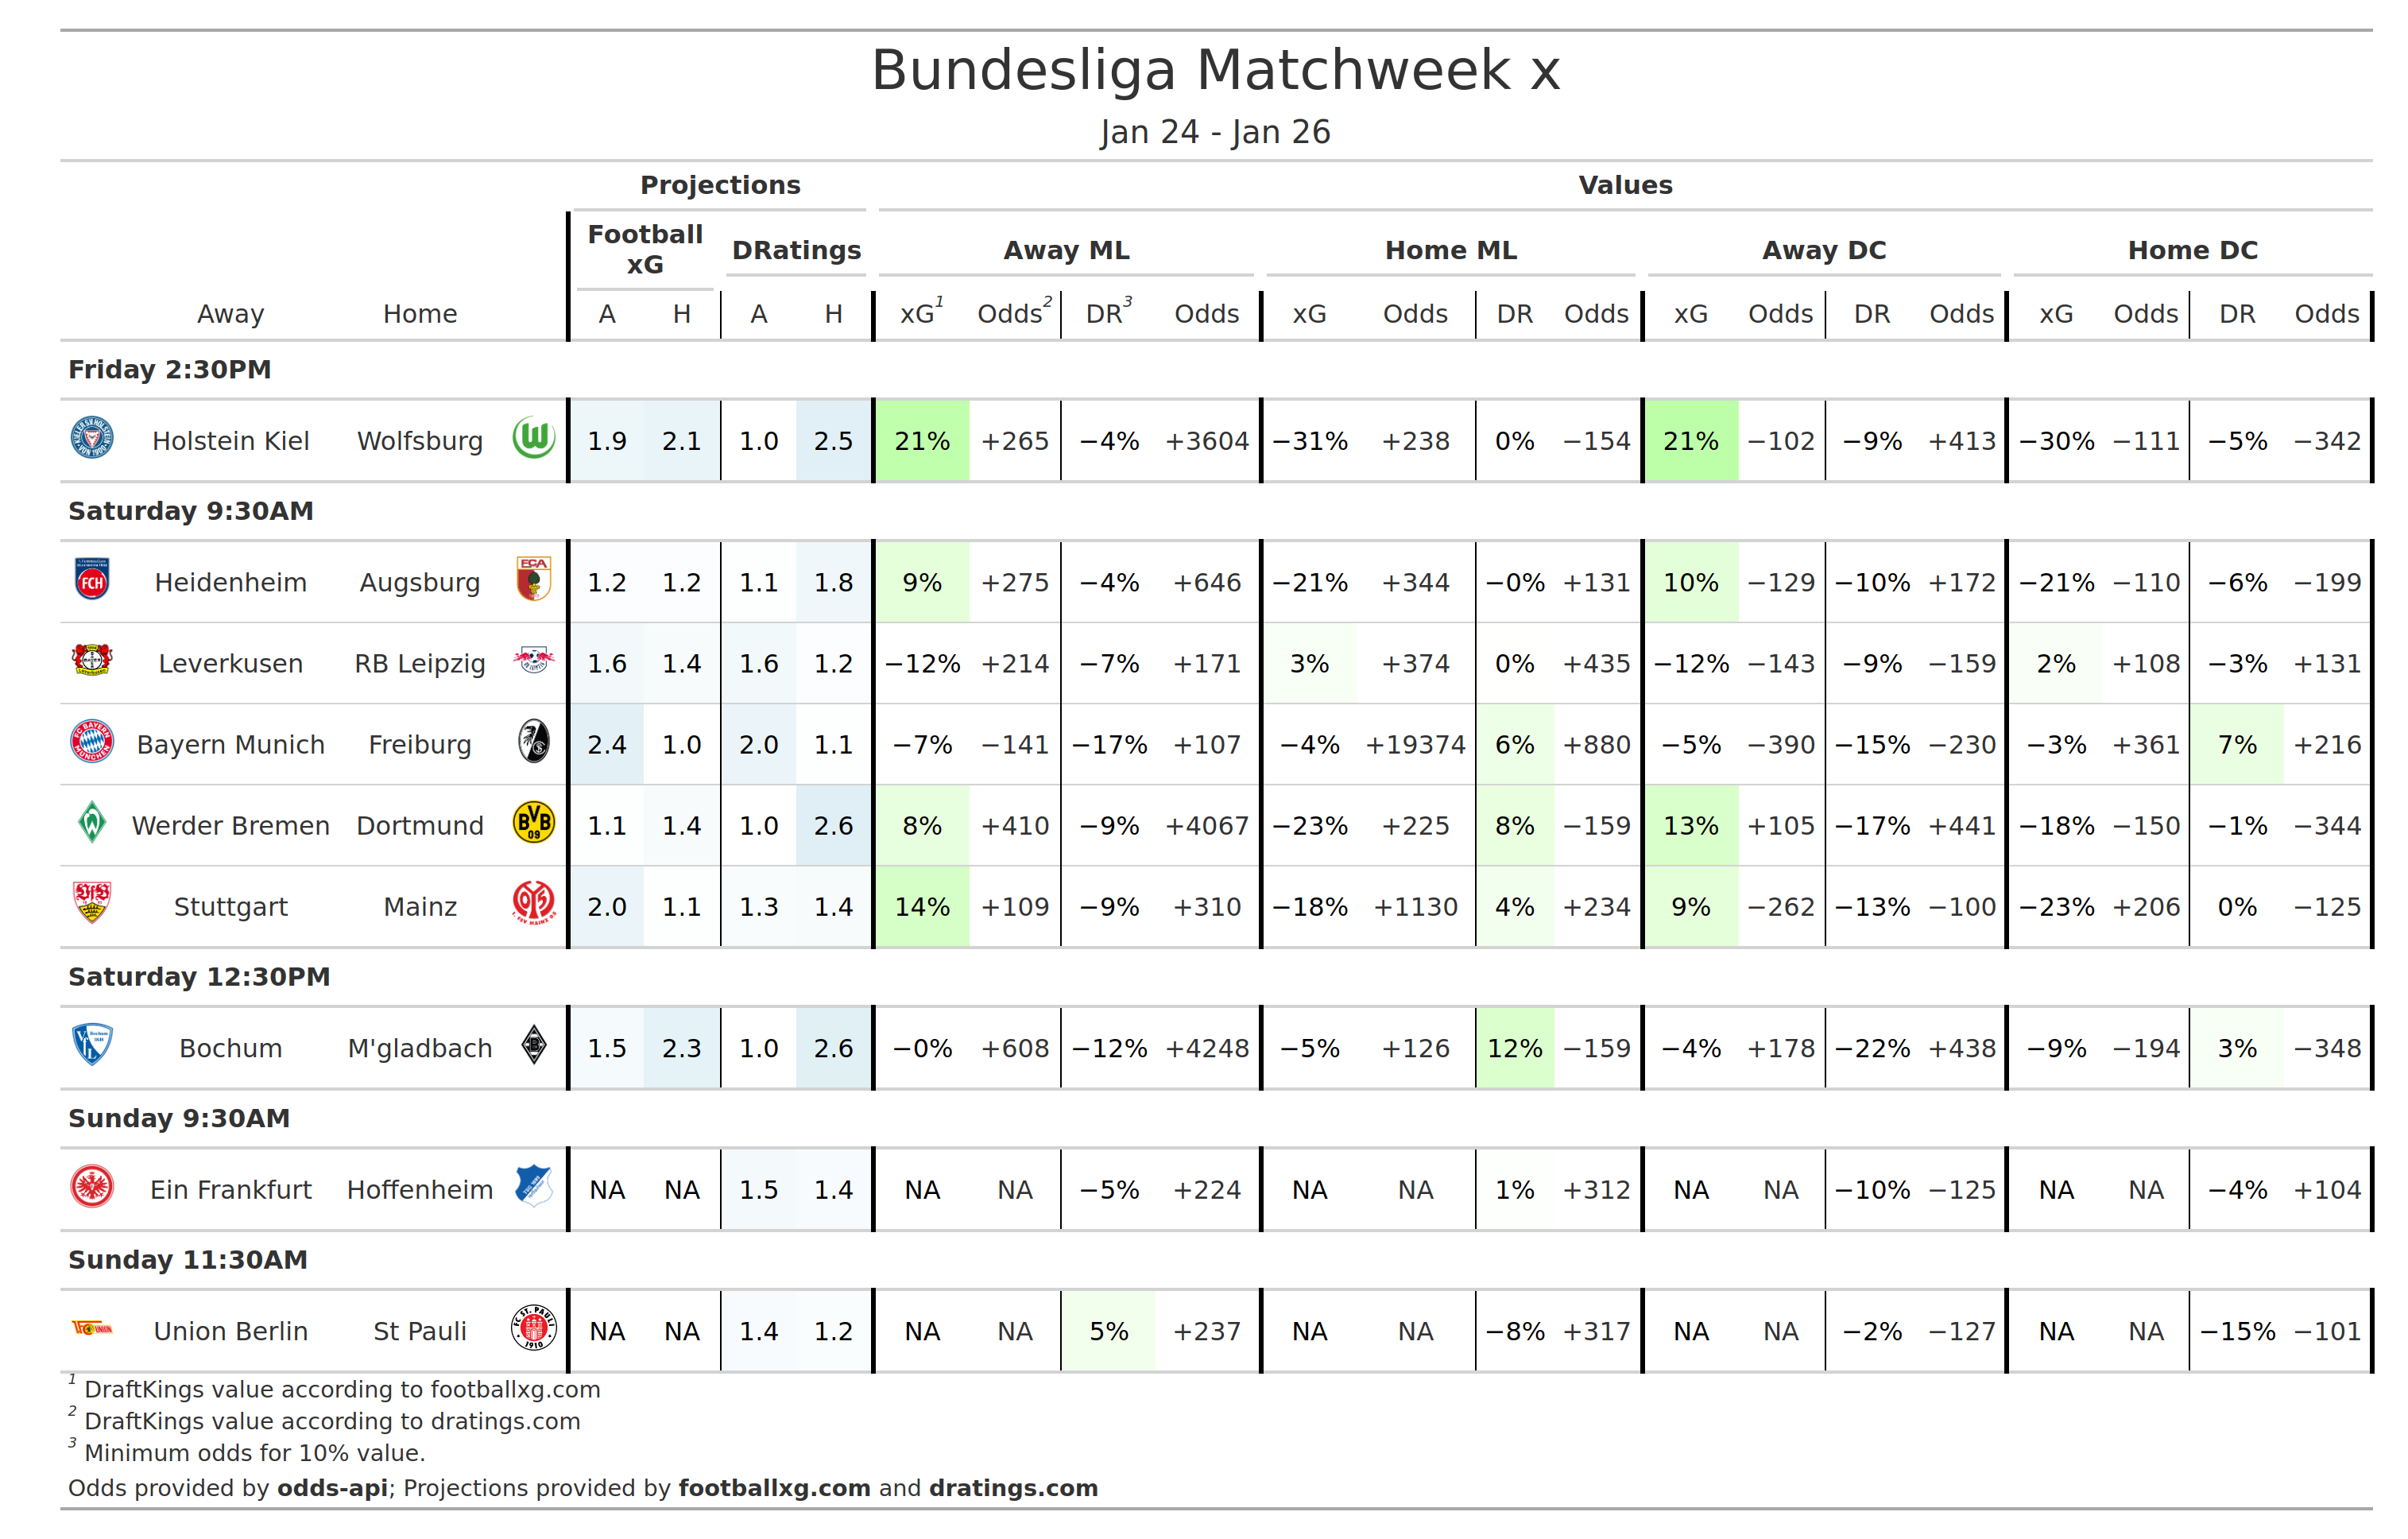 Bundesliga Matchweek x
Jan 24 - Jan 26
Projections Values
Football xG DRatings Away ML Home ML Away DC Home DC
Away Home A H A H xG1 Odds2 DR3 Odds xG Odds DR Odds xG Odds DR Odds xG Odds DR Odds
Friday 2:30PM
Holstein Kiel Wolfsburg 1.9 2.1 1.0 2.5 21% +265 −4% +3604 −31% +238 0% −154 21% −102 −9% +413 −30% −111 −5% −342
Saturday 9:30AM
FCH Heidenheim Augsburg FCA 1.2 1.2 1.1 1.8 9% +275 −4% +646 −21% +344 −0% +131 10% −129 −10% +172 −21% −110 −6% −199
Leverkusen RB Leipzig 1.6 1.4 1.6 1.2 −12% +214 −7% +171 3% +374 0% +435 −12% −143 −9% −159 2% +108 −3% +131
Bayern Munich Freiburg 2.4 1.0 2.0 1.1 −7% −141 −17% +107 −4% +19374 6% +880 −5% −390 −15% −230 −3% +361 7% +216
Werder Bremen Dortmund BVB 09 1.1 1.4 1.0 2.6 8% +410 −9% +4067 −23% +225 8% −159 13% +105 −17% +441 −18% −150 −1% −344
Stuttgart Mainz 2.0 1.1 1.3 1.4 14% +109 −9% +310 −18% +1130 4% +234 9% −262 −13% −100 −23% +206 0% −125
Saturday 12:30PM
Bochum M'gladbach 1.5 2.3 1.0 2.6 −0% +608 −12% +4248 −5% +126 12% −159 −4% +178 −22% +438 −9% −194 3% −348
Sunday 9:30AM
Ein Frankfurt Hoffenheim NA NA 1.5 1.4 NA NA −5% +224 NA NA 1% +312 NA NA −10% −125 NA NA −4% +104
Sunday 11:30AM
Union Berlin St Pauli FC ST. PAULI 1910 NA NA 1.4 1.2 NA NA 5% +237 NA NA −8% +317 NA NA −2% −127 NA NA −15% −101
1 DraftKings value according to footballxg.com
2 DraftKings value according to dratings.com
3 Minimum odds for 10% value.
Odds provided by odds-api; Projections provided by footballxg.com and dratings.com